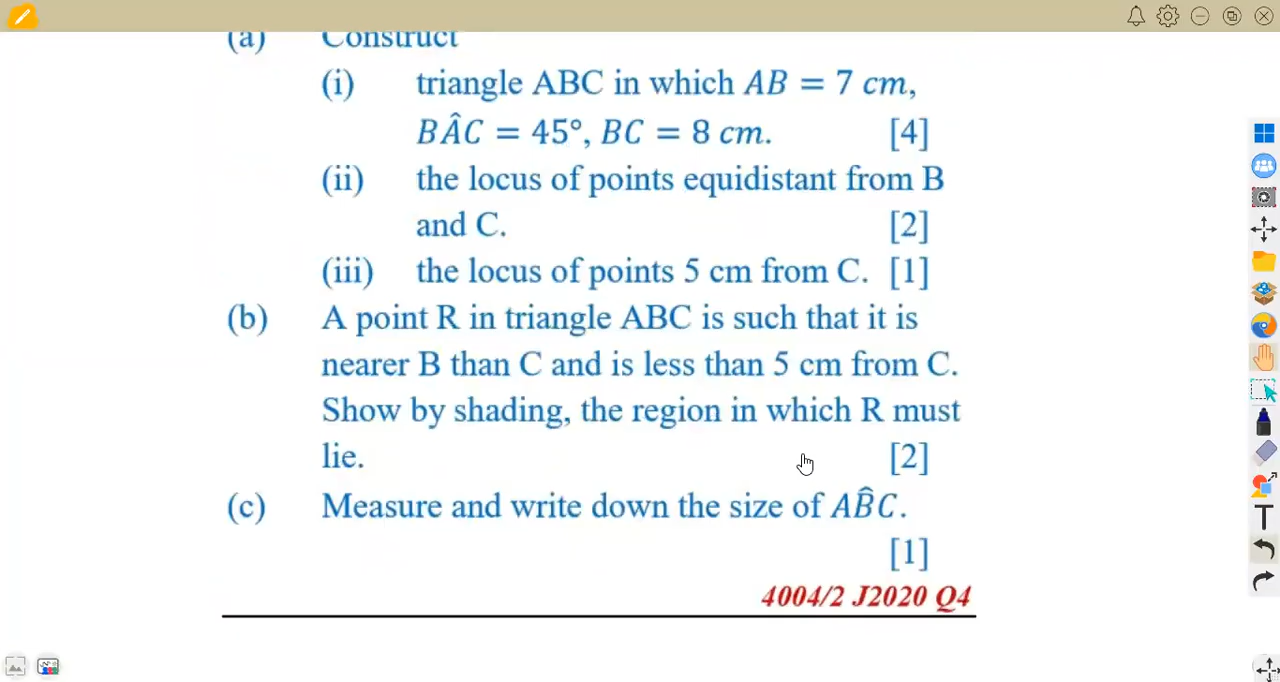 (a) Construct
(i) triangle ABC in which AB = 7 cm,
BÂC = 45°, BC = 8 cm. [4]
(ii) the locus of points equidistant from B
and C. [2]
(iii) the locus of points 5 cm from C. [1]
(b) A point R in triangle ABC is such that it is
nearer B than C and is less than 5 cm from C.
Show by shading, the region in which R must
lie. [2]
(c) Measure and write down the size of AB̂C.
[1]
4004/2 J2020 Q4
T